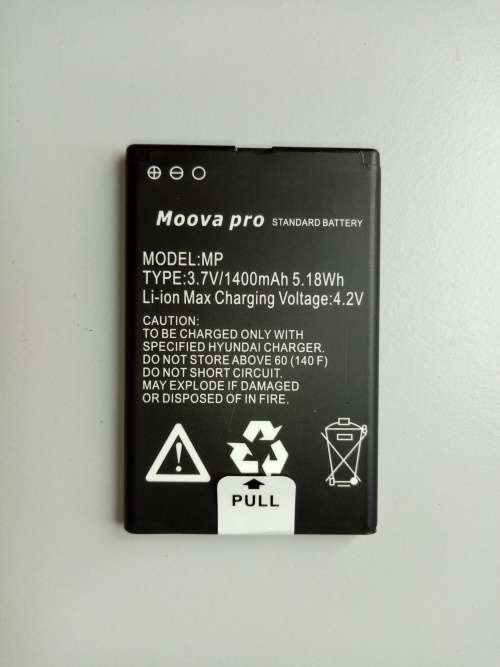 Moova pro STANDARD BATTERY
MODEL:MP
TYPE:3.7V/1400mAh 5.18Wh
Li-ion Max Charging Voltage:4.2V
CAUTION:
TO BE CHARGED ONLY WITH
SPECIFIED HYUNDAI CHARGER.
DO NOT STORE ABOVE 60 (140 F)
DO NOT SHORT CIRCUIT.
MAY EXPLODE IF DAMAGED
OR DISPOSED OF IN FIRE.
PULL